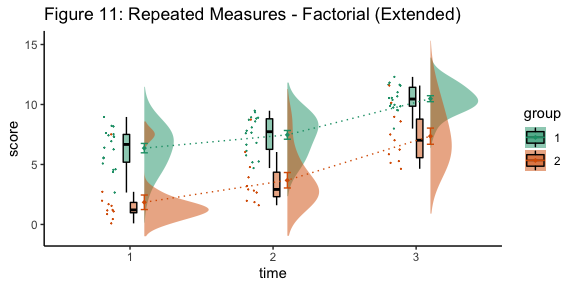 Figure 11: Repeated Measures - Factorial (Extended)
15
10
5
0
score
1
2
3
time
group
1
2